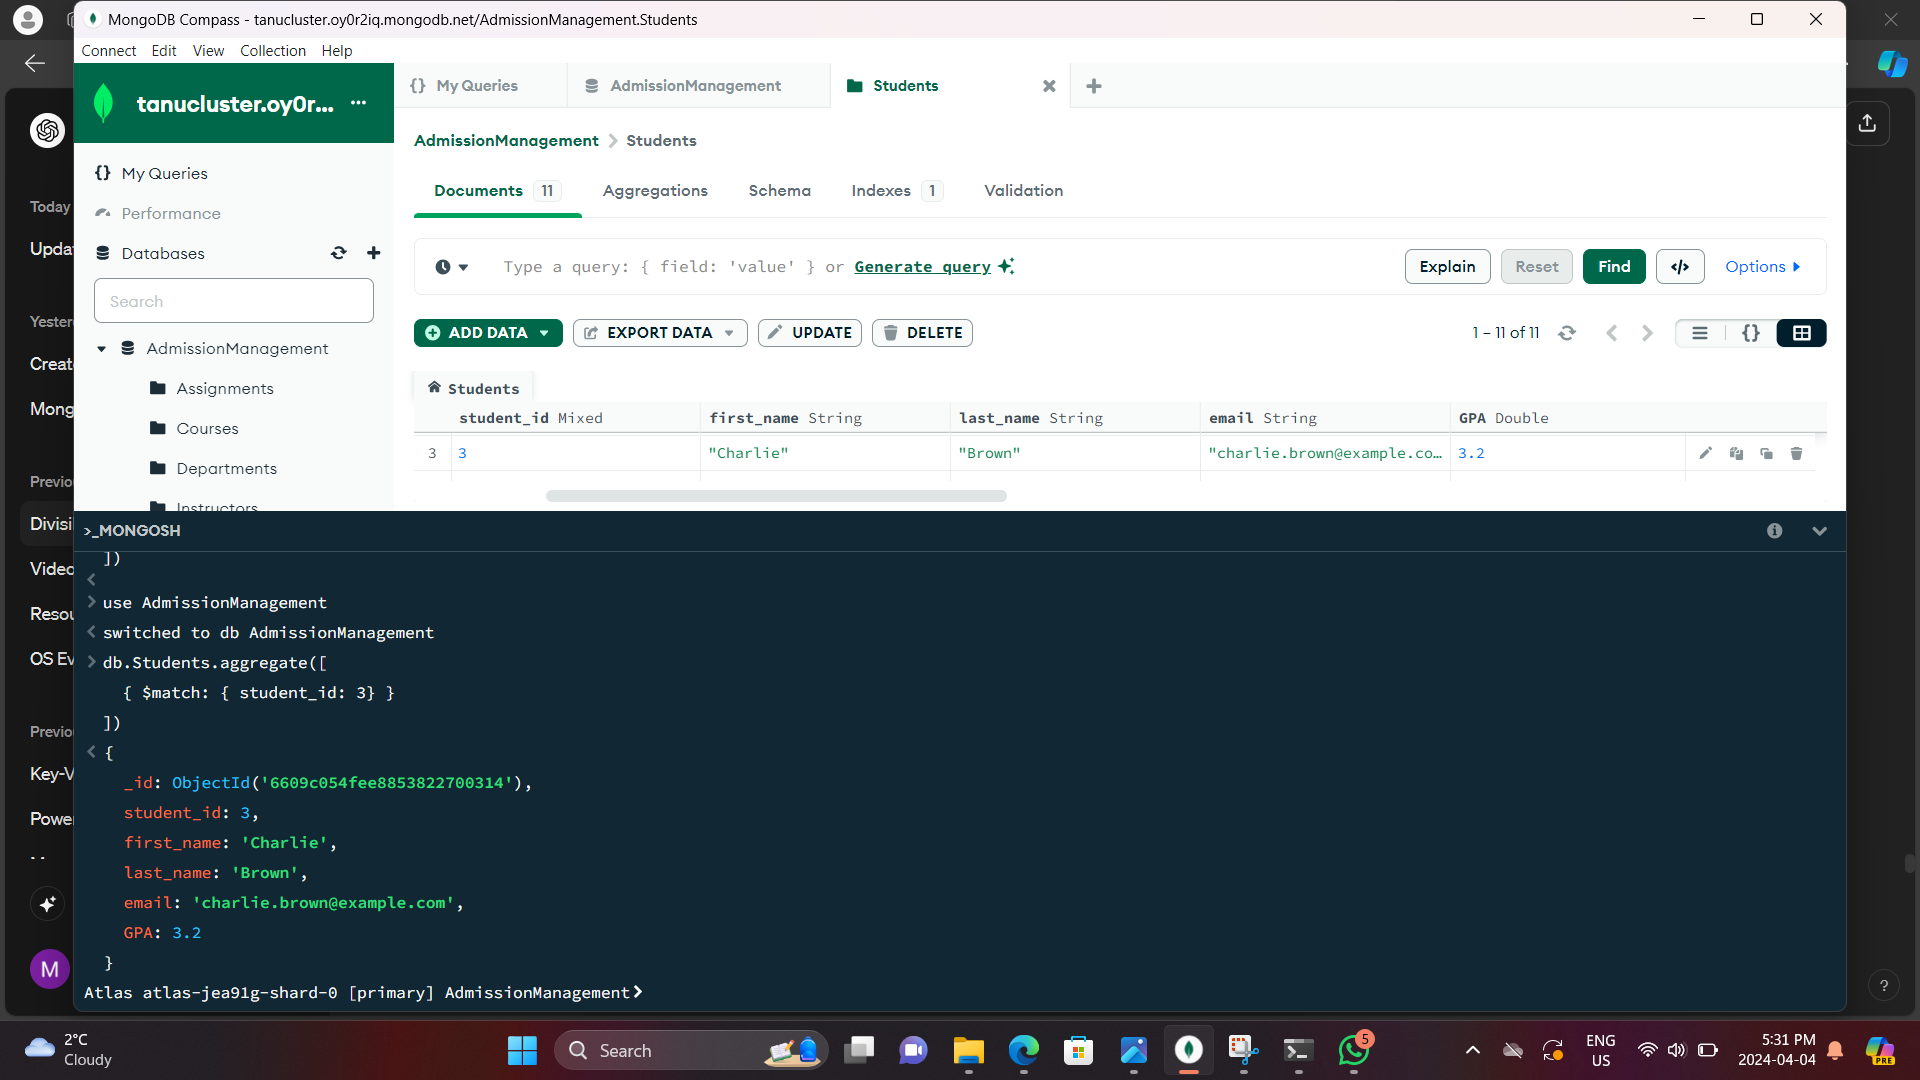 MongoDB Compass - tanucluster.oy0r2iq.mongodb.net/AdmissionManagement.Students
Connect Edit View Collection Help
tanucluster.oy0r... ...
{} My Queries AdmissionManagement Students
AdmissionManagement > Students
My Queries
Performance
Databases
Search
AdmissionManagement
Assignments
Courses
Departments
Instructors
Documents 11 Aggregations Schema Indexes 1 Validation
Type a query: { field: 'value' } or Generate query
Explain Reset Find </> Options
ADD DATA EXPORT DATA UPDATE DELETE
1 – 11 of 11
Students
student_id Mixed first_name String last_name String email String GPA Double
3 3 "Charlie" "Brown" "charlie.brown@example.co... 3.2
>_MONGOSH
])
<
> use AdmissionManagement
< switched to db AdmissionManagement
> db.Students.aggregate([
{ $match: { student_id: 3} }
])
< {
_id: ObjectId('6609c054fee8853822700314'),
student_id: 3,
first_name: 'Charlie',
last_name: 'Brown',
email: 'charlie.brown@example.com',
GPA: 3.2
}
Atlas atlas-jea91g-shard-0 [primary] AdmissionManagement>
Today
Updat
Yester
Create
Mong
Previo
Divisi
Video
Resou
OS Ev
Previo
Key-V
Power
M
?
2°C
Cloudy
Search
5
ENG
US
5:31 PM
2024-04-04
PRE